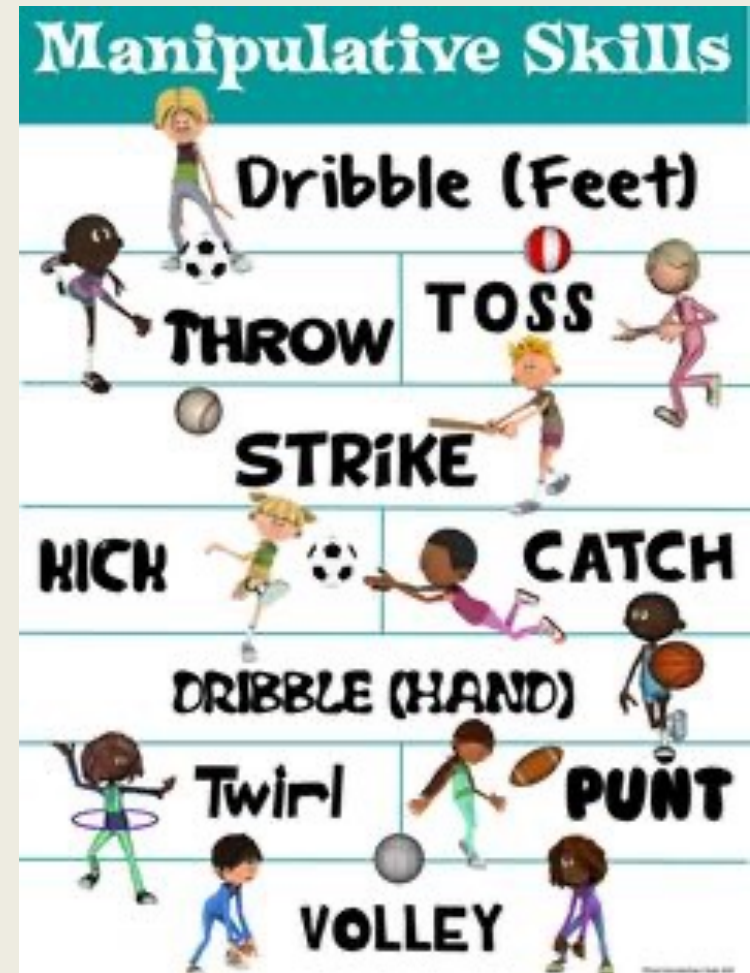 Manipulative Skills
Dribble (Feet)
THROW
TOSS
STRiKE
KICK
CATCH
DRIBBLE (HAND)
Twirl
PUNT
VOLLEY